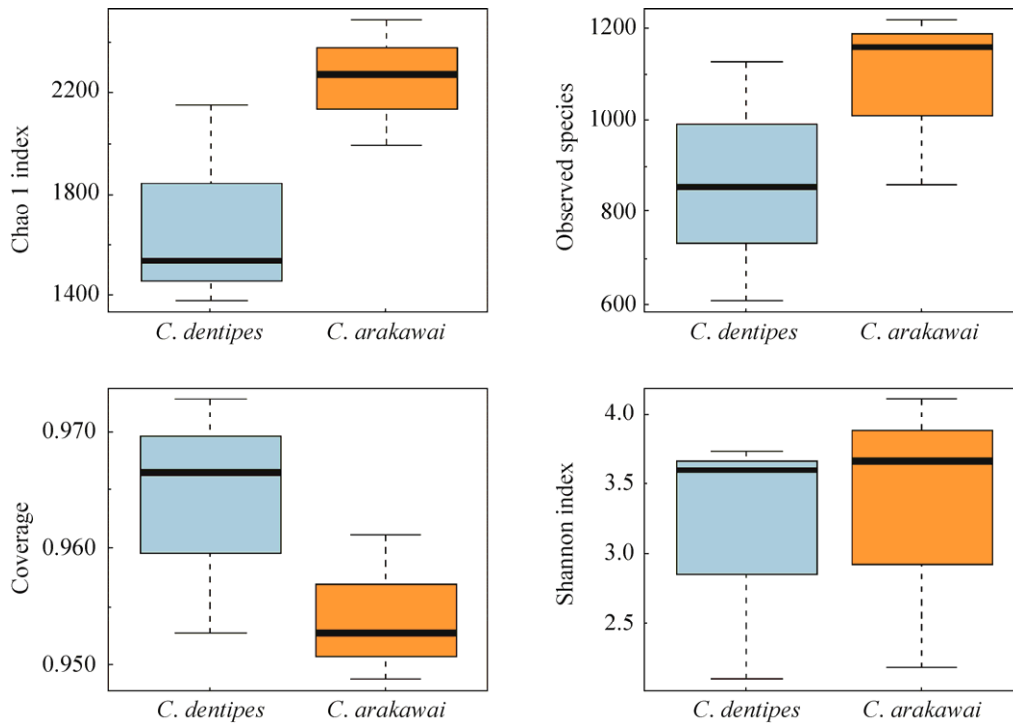 Chao 1 index
2200
1800
1400
C. dentipes
C. arakawai
Observed species
1200
1000
800
600
C. dentipes
C. arakawai
Coverage
0.970
0.960
0.950
C. dentipes
C. arakawai
Shannon index
4.0
3.5
3.0
2.5
C. dentipes
C. arakawai